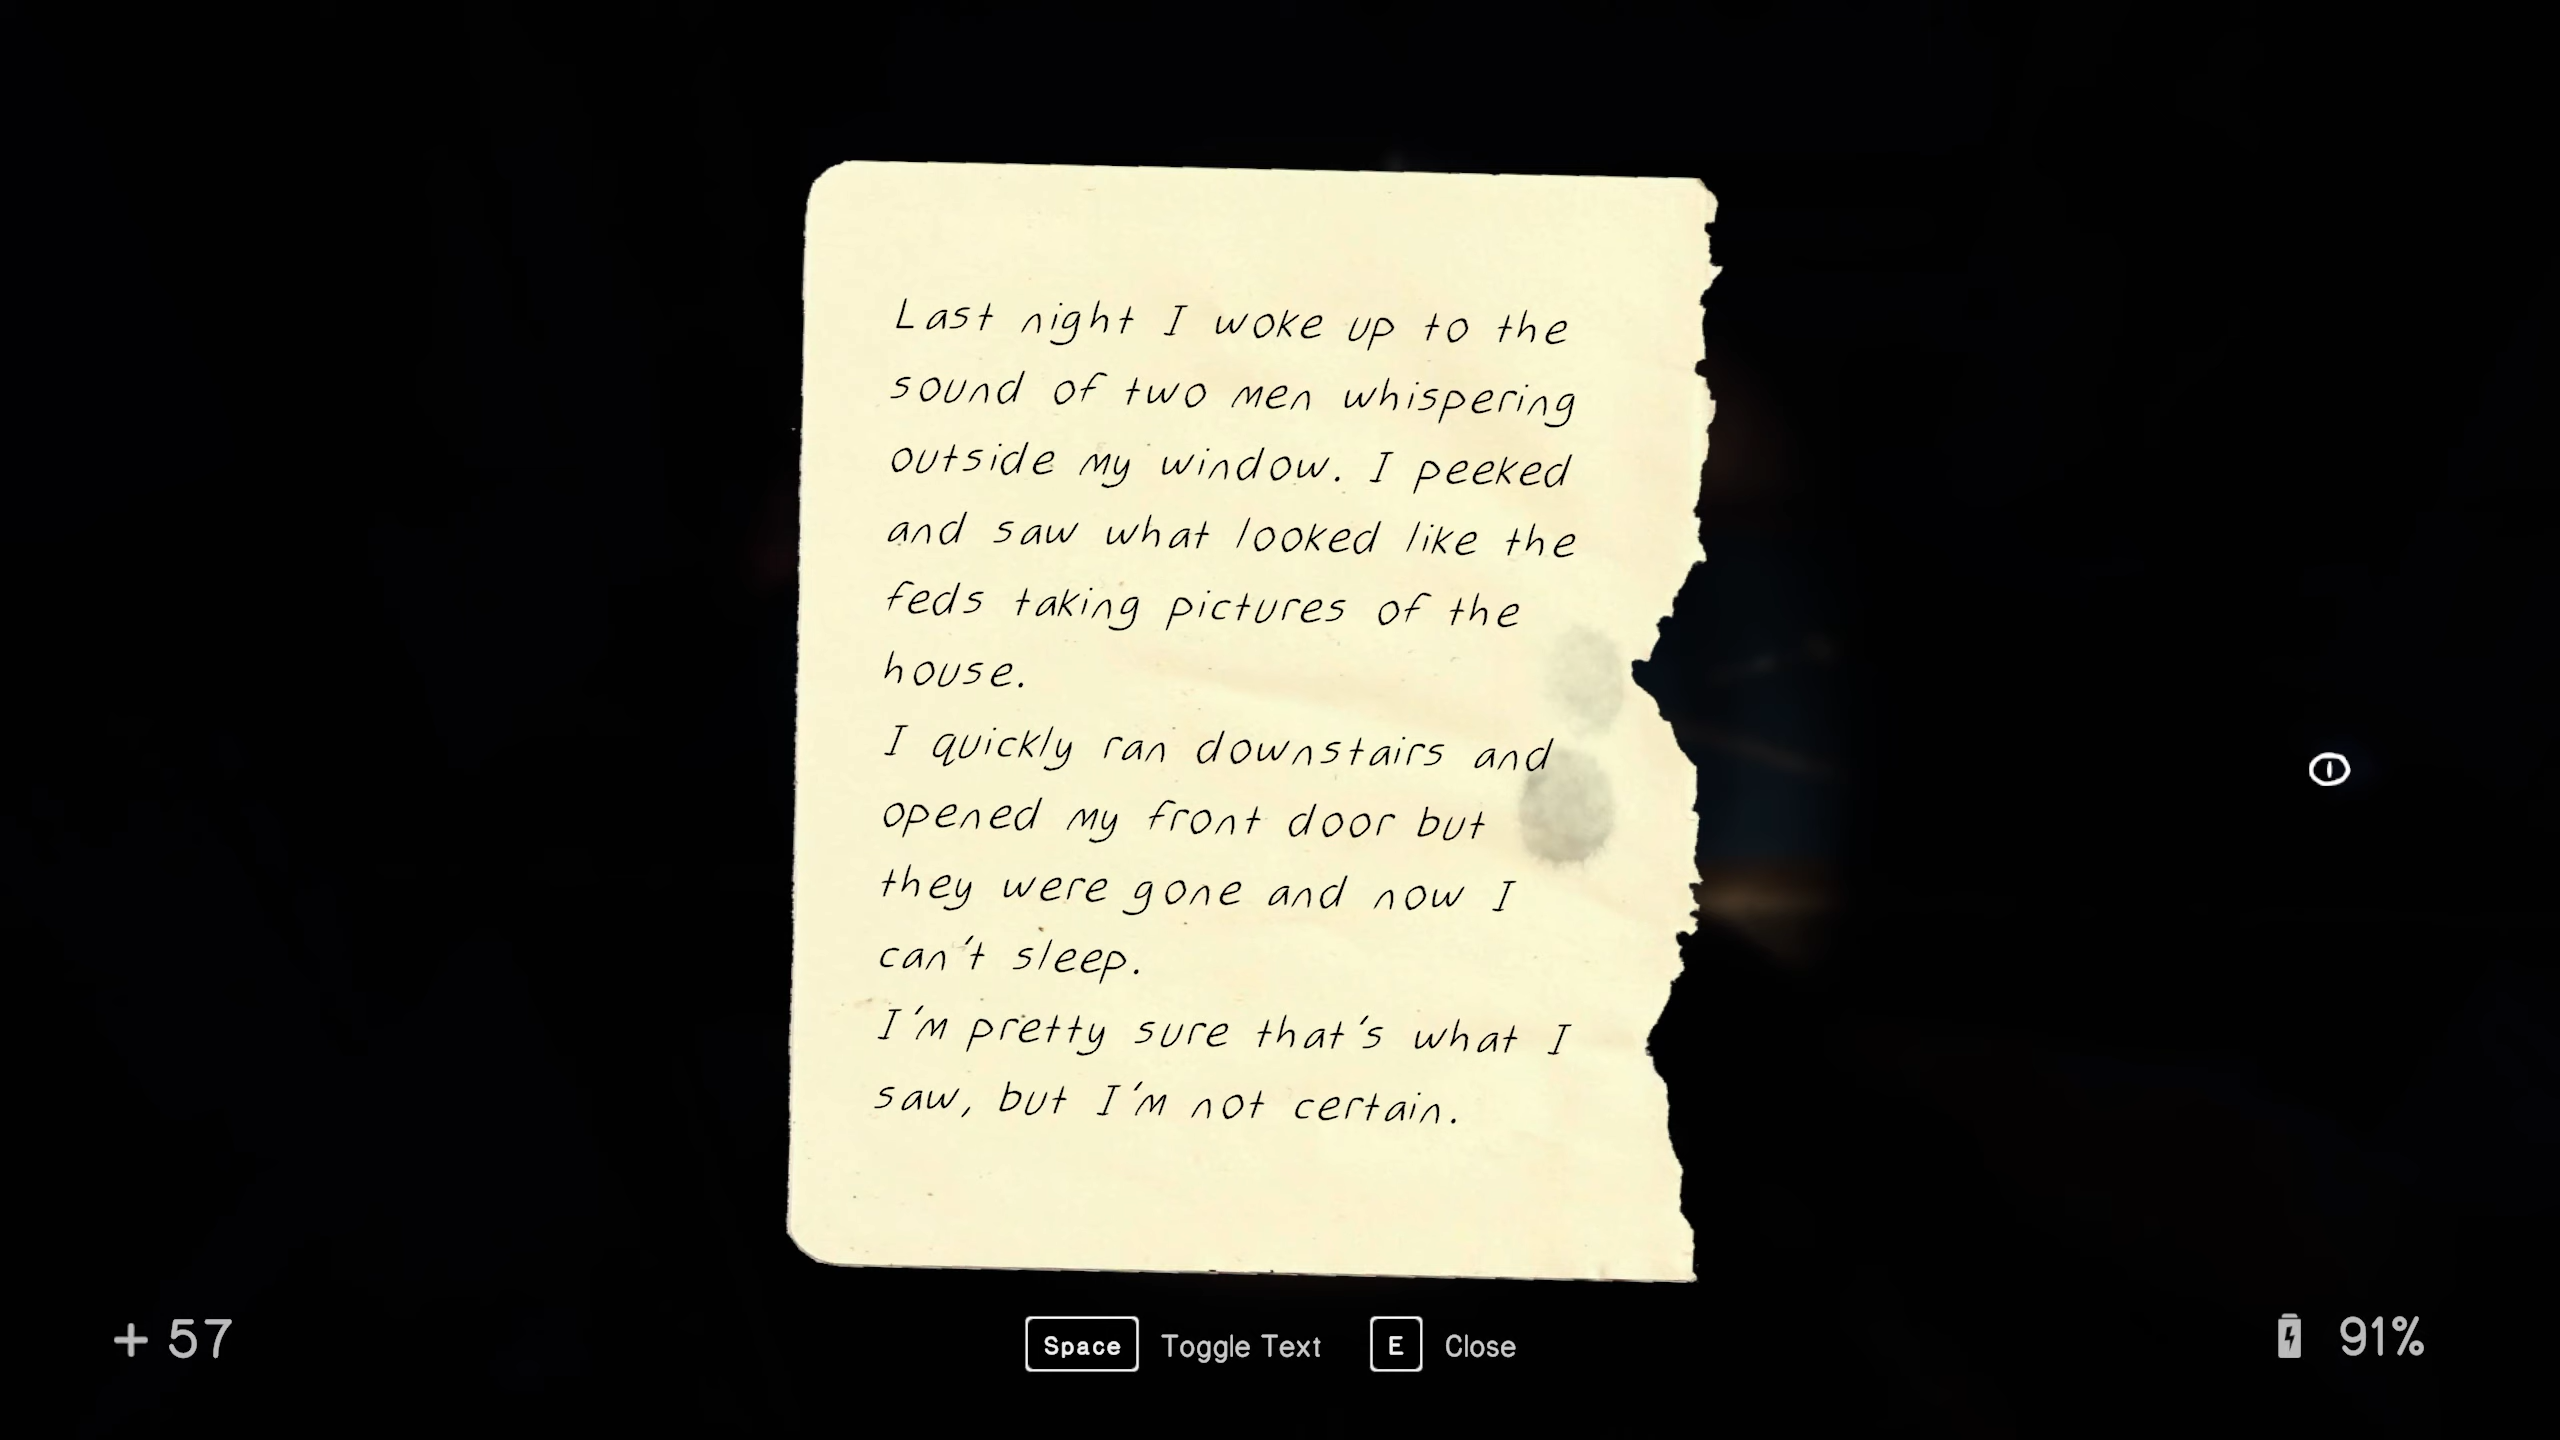 Last night I woke up to the
sound of two men whispering
outside my window. I peeked
and saw what looked like the
feds taking pictures of the
house.
I quickly ran downstairs and
opened my front door but
they were gone and now I
can't sleep.
I'm pretty sure that's what I
saw, but I'm not certain.
+ 57
Space Toggle Text E Close
91%